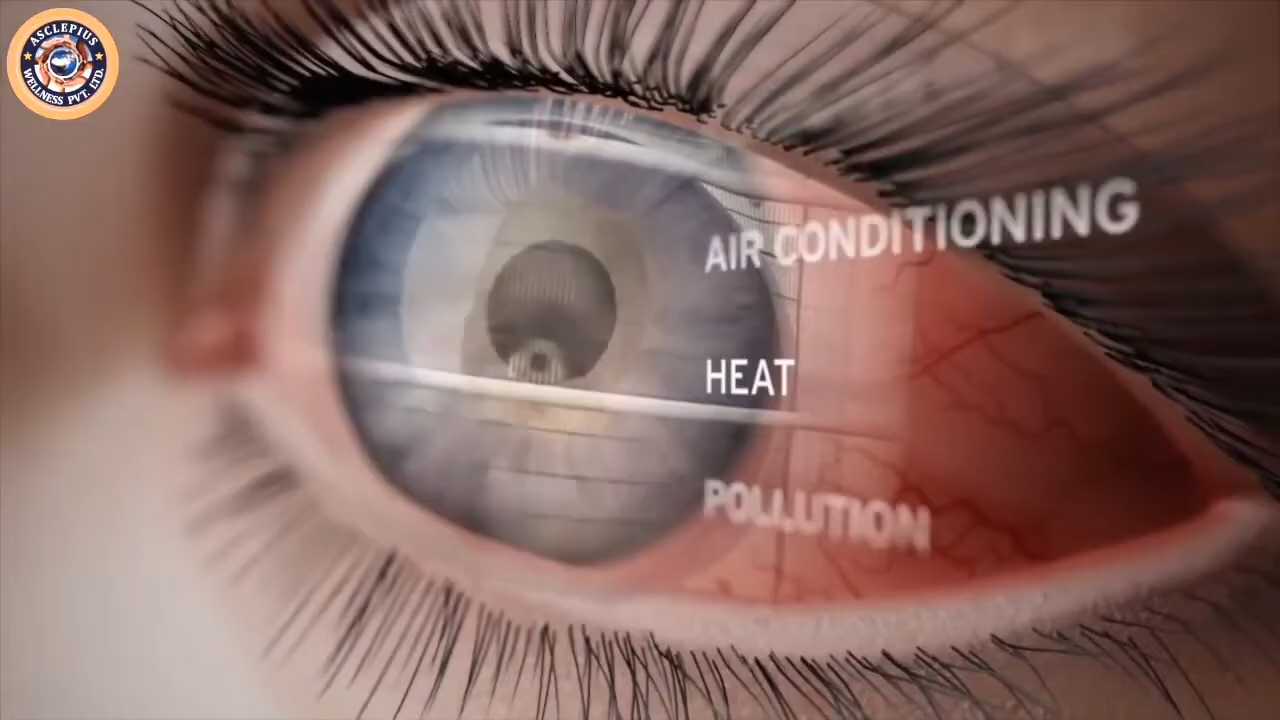 ASCLEPIUS
WELLNESS PVT. LTD.
AIR CONDITIONING
HEAT
POLLUTION